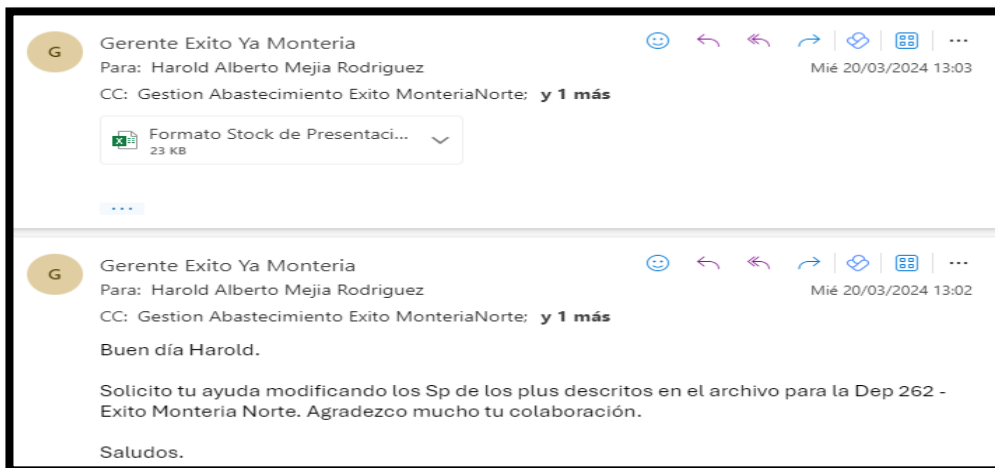 G
Gerente Exito Ya Monteria
Para: Harold Alberto Mejia Rodriguez
Mié 20/03/2024 13:03
CC: Gestion Abastecimiento Exito MonteriaNorte; y 1 más
Formato Stock de Presentaci...
23 KB
G
Gerente Exito Ya Monteria
Para: Harold Alberto Mejia Rodriguez
Mié 20/03/2024 13:02
CC: Gestion Abastecimiento Exito MonteriaNorte; y 1 más
Buen día Harold.
Solicito tu ayuda modificando los Sp de los plus descritos en el archivo para la Dep 262 -
Exito Monteria Norte. Agradezco mucho tu colaboración.
Saludos.